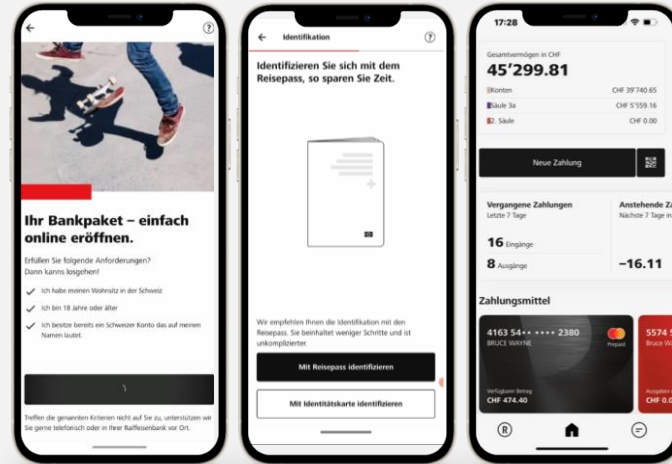 Ihr Bankpaket – einfach
online eröffnen.
Erfüllen Sie folgende Anforderungen?
Dann kanns losgehen!
Ich habe meinen Wohnsitz in der Schweiz
Ich bin 18 Jahre oder älter
Ich besitze bereits ein Schweizer Konto das auf meinen
Namen lautet.
Treffen die genannten Kriterien nicht auf Sie zu, unterstützen wir
Sie gerne telefonisch oder in Ihrer Raiffeisenbank vor Ort.
Identifikation
Identifizieren Sie sich mit dem
Reisepass, so sparen Sie Zeit.
Wir empfehlen Ihnen die Identifikation mit den
Reisepass. Sie beinhaltet weniger Schritte und ist
unkomplizierter.
Mit Reisepass identifizieren
Mit Identitätskarte identifizieren
17:28
Gesamtvermögen in CHF
45’299.81
Konten CHF 39’740.65
Säule 3a CHF 5’559.16
2. Säule CHF 0.00
Neue Zahlung
Vergangene Zahlungen
Letzte 7 Tage
16 Eingänge
8 Ausgänge
Anstehende Za
Nächste 7 Tage in
−16.11
Zahlungsmittel
4163 54•• •••• 2380
BRUCE WAYNE
Prepaid
Verfügbarer Betrag
CHF 474.40
5574 5
Bruce Wa
Ausgaben
CHF 0.0
R